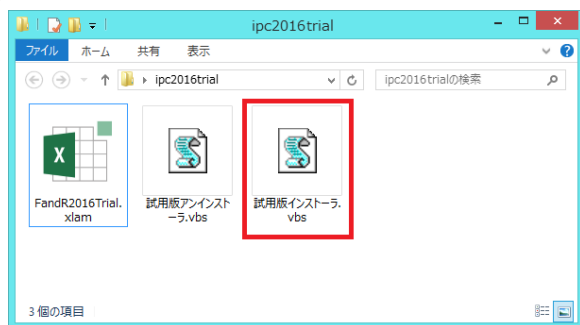 ipc2016trial
ファイル ホーム 共有 表示
ipc2016trial ipc2016trialの検索
FandR2016Trial.
xlam
試用版アンインスト
ーラ.vbs
試用版インストーラ.
vbs
3 個の項目